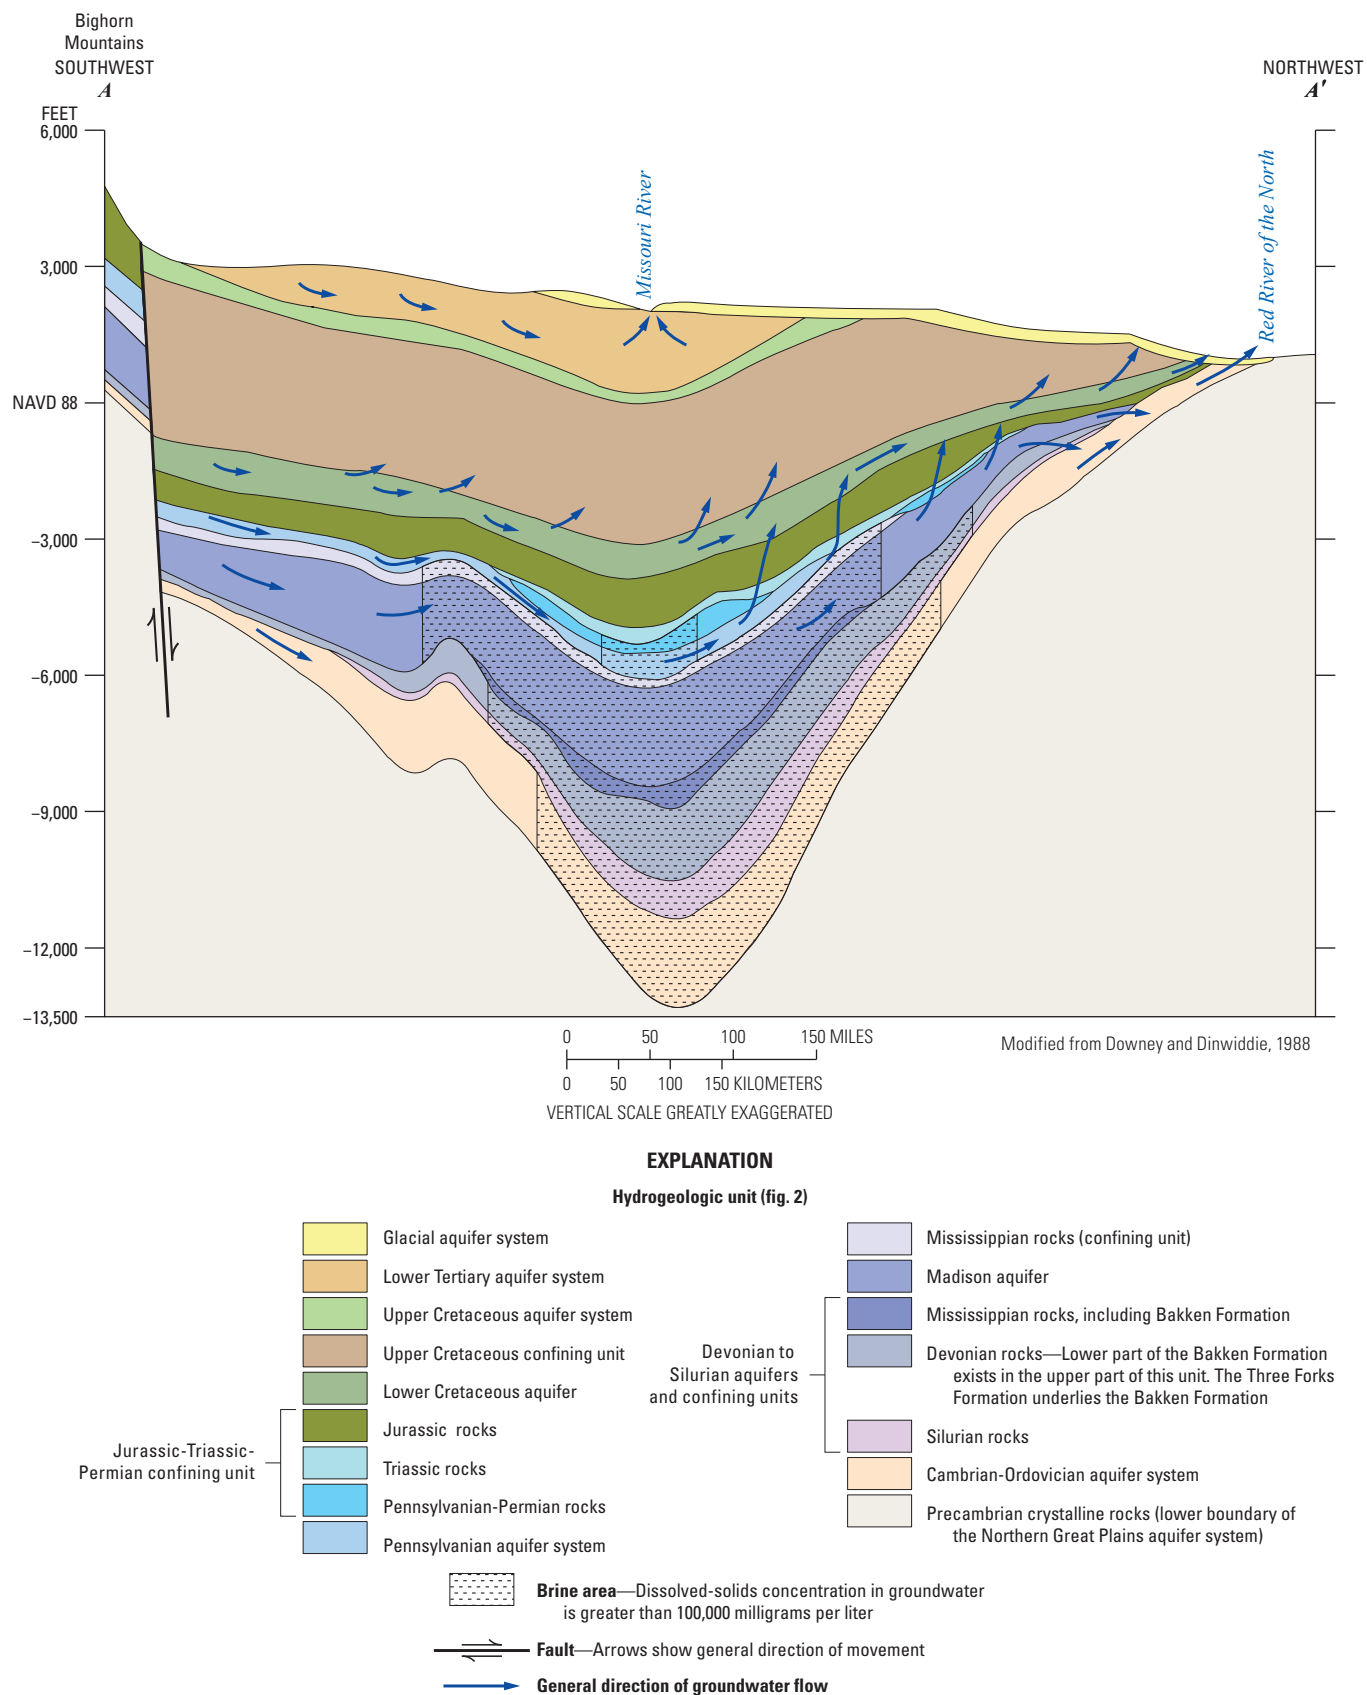 Bighorn
Mountains
SOUTHWEST
A
NORTHWEST
A′
FEET
6,000
3,000
NAVD 88
−3,000
−6,000
−9,000
−12,000
−13,500
Missouri River
Red River of the North
0 50 100 150 MILES
0 50 100 150 KILOMETERS
VERTICAL SCALE GREATLY EXAGGERATED
Modified from Downey and Dinwiddie, 1988
EXPLANATION
Hydrogeologic unit (fig. 2)
Glacial aquifer system
Lower Tertiary aquifer system
Upper Cretaceous aquifer system
Upper Cretaceous confining unit
Lower Cretaceous aquifer
Jurassic-Triassic-
Permian confining unit
Jurassic rocks
Triassic rocks
Pennsylvanian-Permian rocks
Pennsylvanian aquifer system
Mississippian rocks (confining unit)
Madison aquifer
Devonian to
Silurian aquifers
and confining units
Mississippian rocks, including Bakken Formation
Devonian rocks—Lower part of the Bakken Formation
exists in the upper part of this unit. The Three Forks
Formation underlies the Bakken Formation
Silurian rocks
Cambrian-Ordovician aquifer system
Precambrian crystalline rocks (lower boundary of
the Northern Great Plains aquifer system)
Brine area—Dissolved-solids concentration in groundwater
is greater than 100,000 milligrams per liter
Fault—Arrows show general direction of movement
General direction of groundwater flow